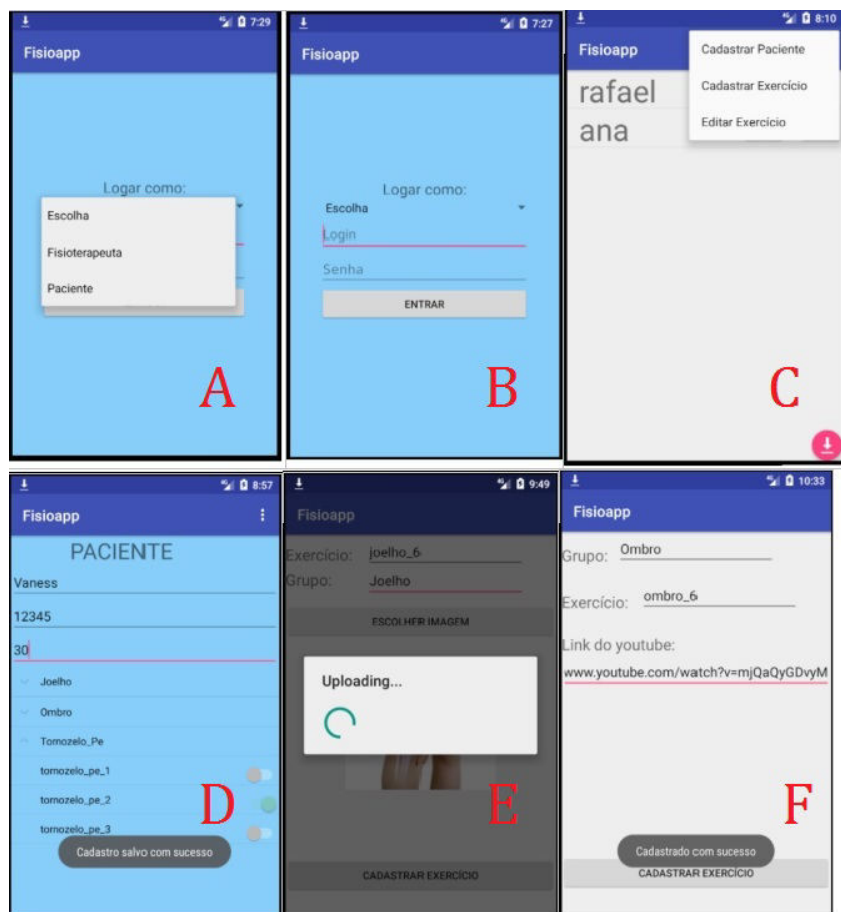 7:29
Fisioapp
Logar como:
Escolha
Fisioterapeuta
Paciente
A
7:27
Fisioapp
Logar como:
Escolha
Login
Senha
ENTRAR
B
8:10
Fisioapp
Cadastrar Paciente
Cadastrar Exercício
Editar Exercicio
rafael
ana
C
8:57
Fisioapp
PACIENTE
Vaness
12345
30
Joelho
Ombro
Tornozelo_Pe
tornozelo_pe_1
tornozelo_pe_2
tornozelo_pe_3
Cadastro salvo com sucesso
D
9:49
Fisioapp
Exercício: joelho_6
Grupo: Joelho
ESCOLHER IMAGEM
Uploading...
CADASTRAR EXERCÍCIO
E
10:33
Fisioapp
Grupo: Ombro
Exercício: ombro_6
Link do youtube:
www.youtube.com/watch?v=mjQaQyGDvyM
Cadastrado com sucesso
CADASTRAR EXERCÍCIO
F